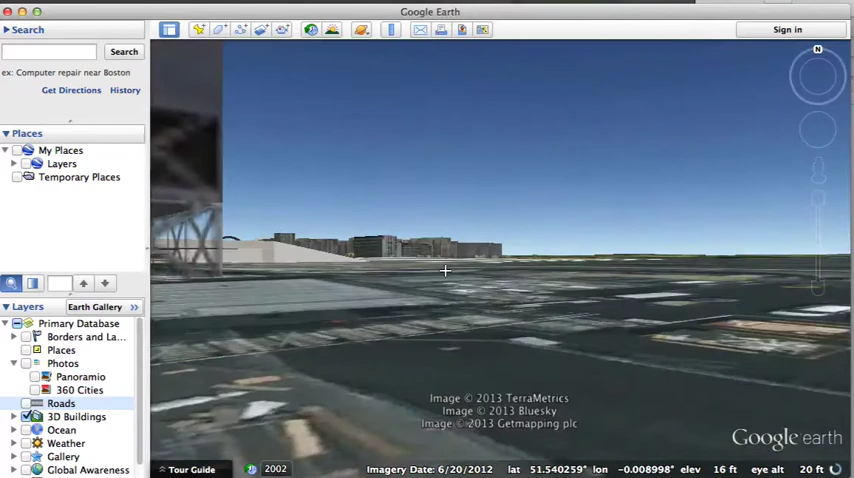 Google Earth
Search
Sign in
Search
ex: Computer repair near Boston
Get Directions
History
Places
My Places
Layers
Temporary Places
N
Layers
Earth Gallery >>
Primary Database
Borders and La...
Places
Photos
Panoramio
360 Cities
Roads
3D Buildings
Ocean
Weather
Gallery
Global Awareness
Image © 2013 TerraMetrics
Image © 2013 Bluesky
Image © 2013 Getmapping plc
Google earth
Tour Guide
2002
Imagery Date: 6/20/2012 lat 51.540259° lon -0.008998° elev 16 ft eye alt 20 ft